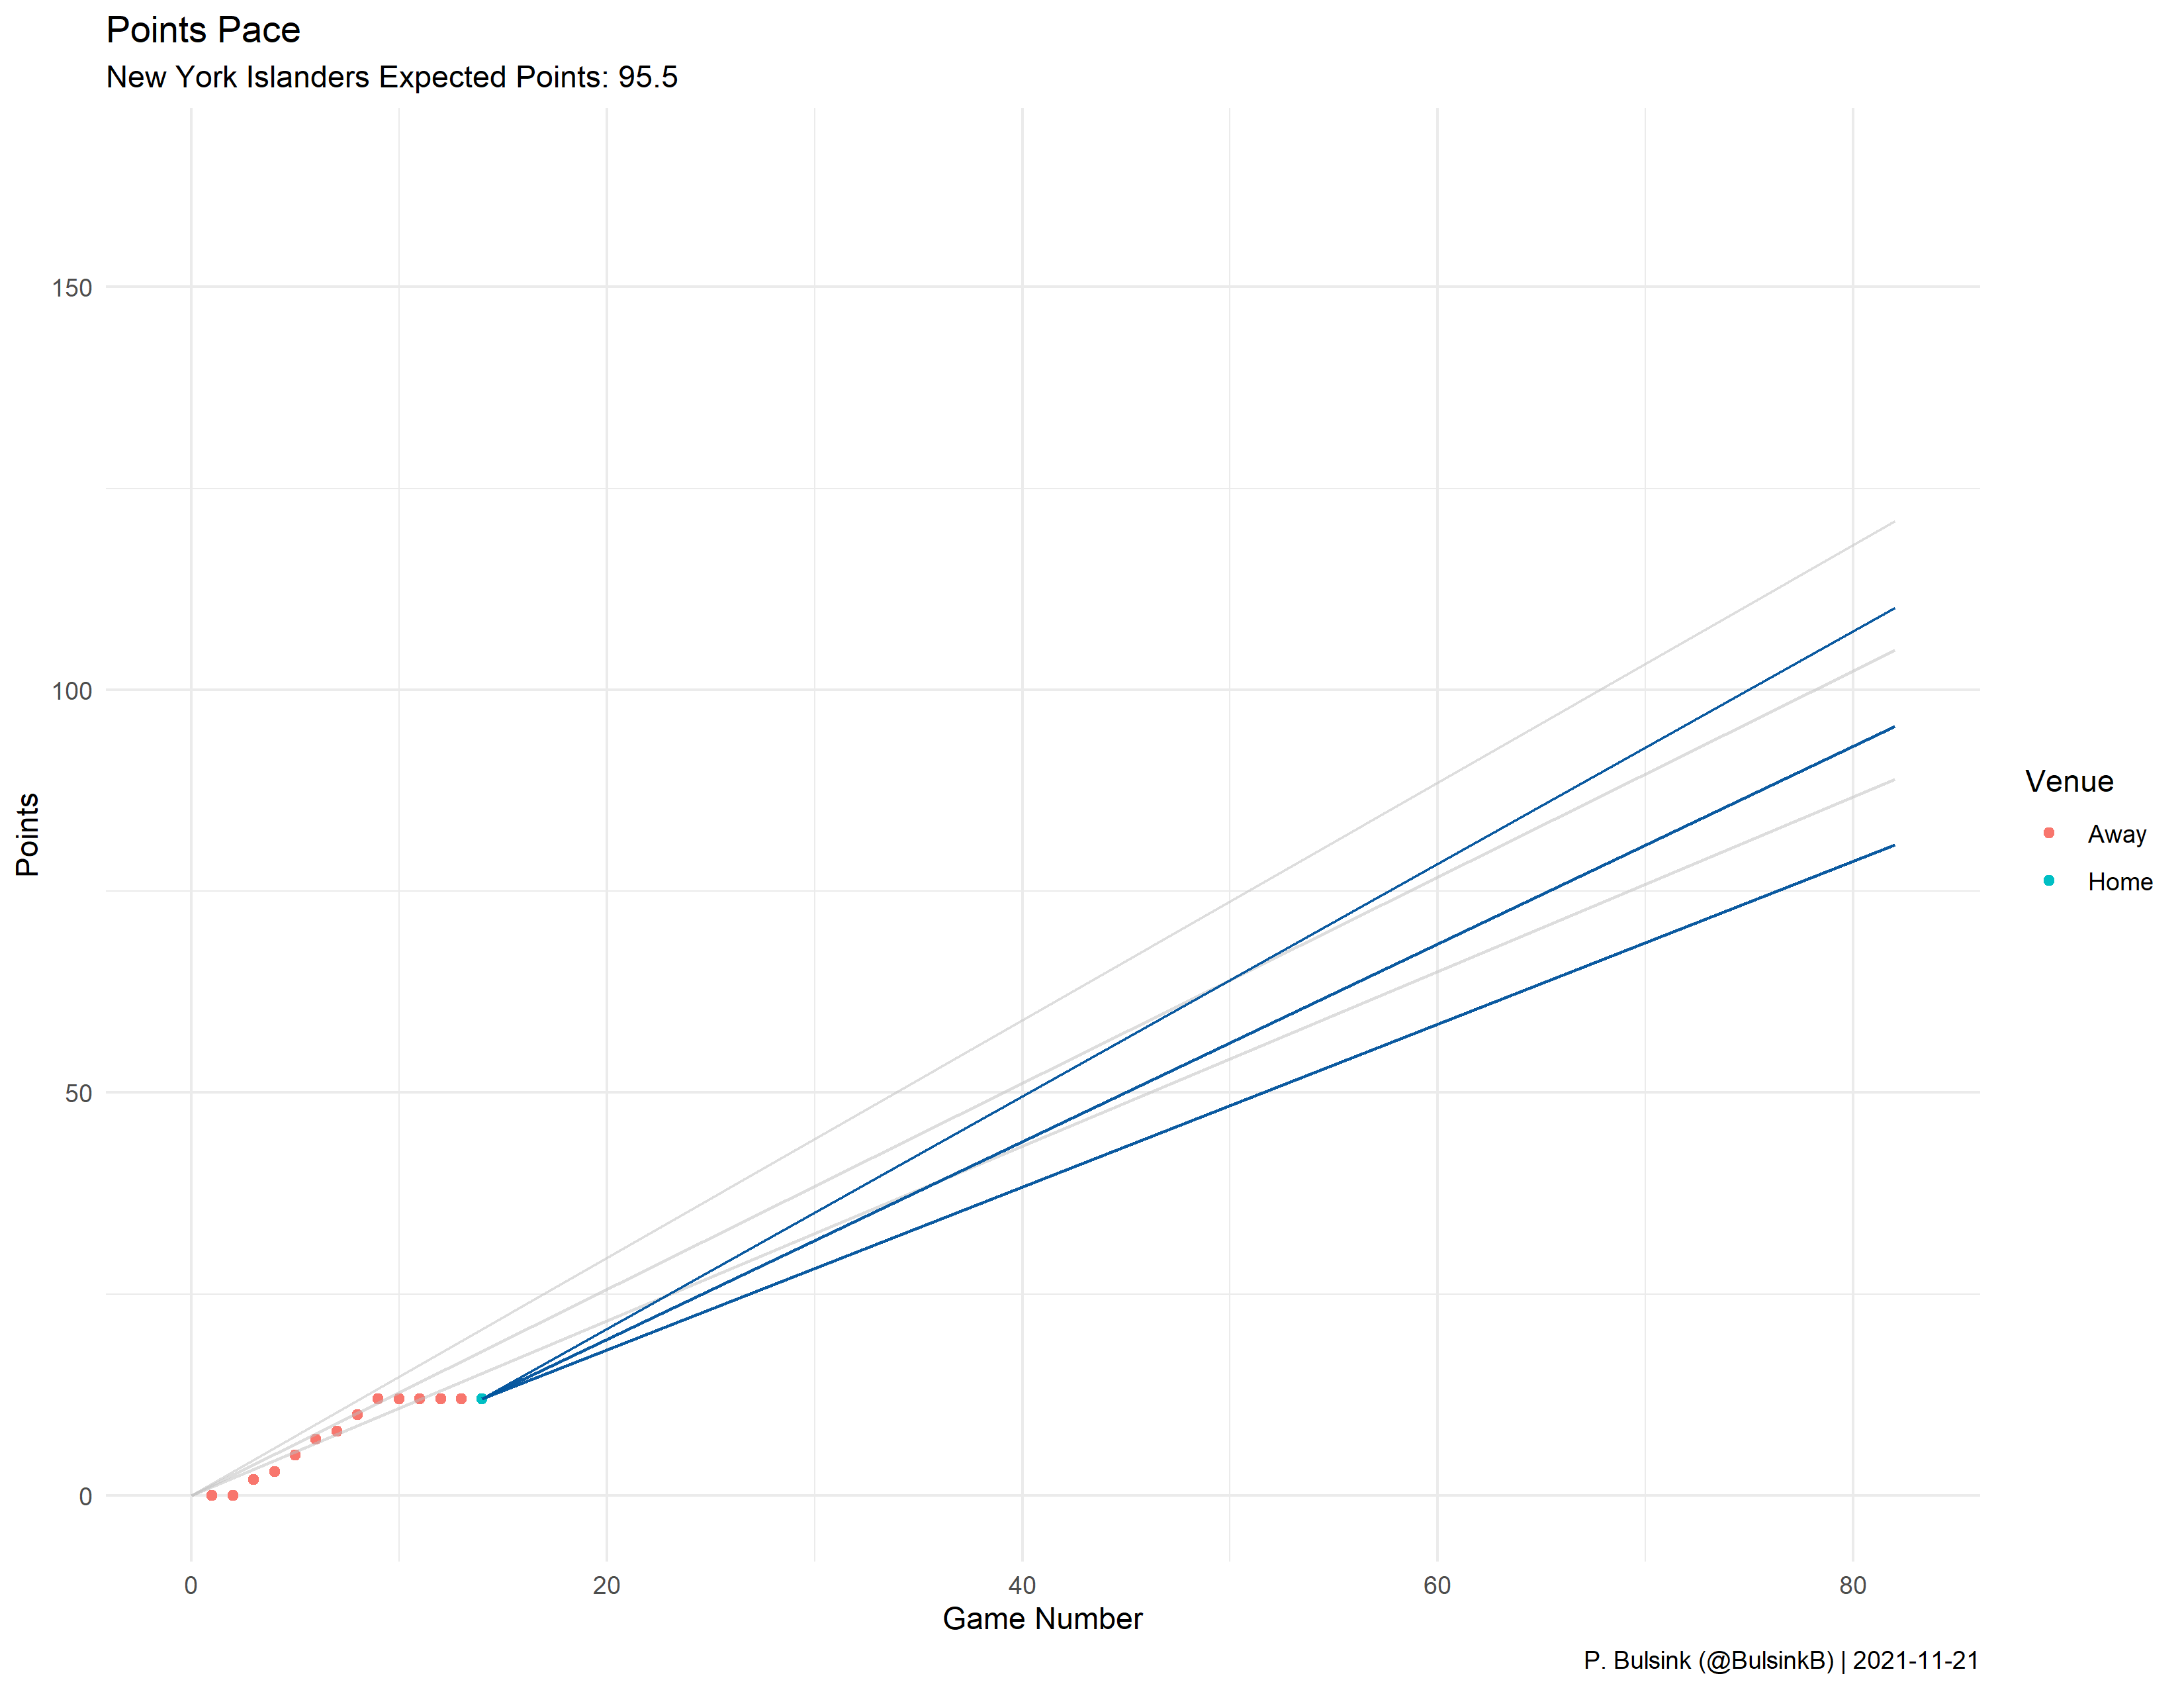 Points Pace
New York Islanders Expected Points: 95.5
150
100
50
0
Points
0 20 40 60 80
Game Number
Venue
Away
Home
P. Bulsink (@BulsinkB) | 2021-11-21